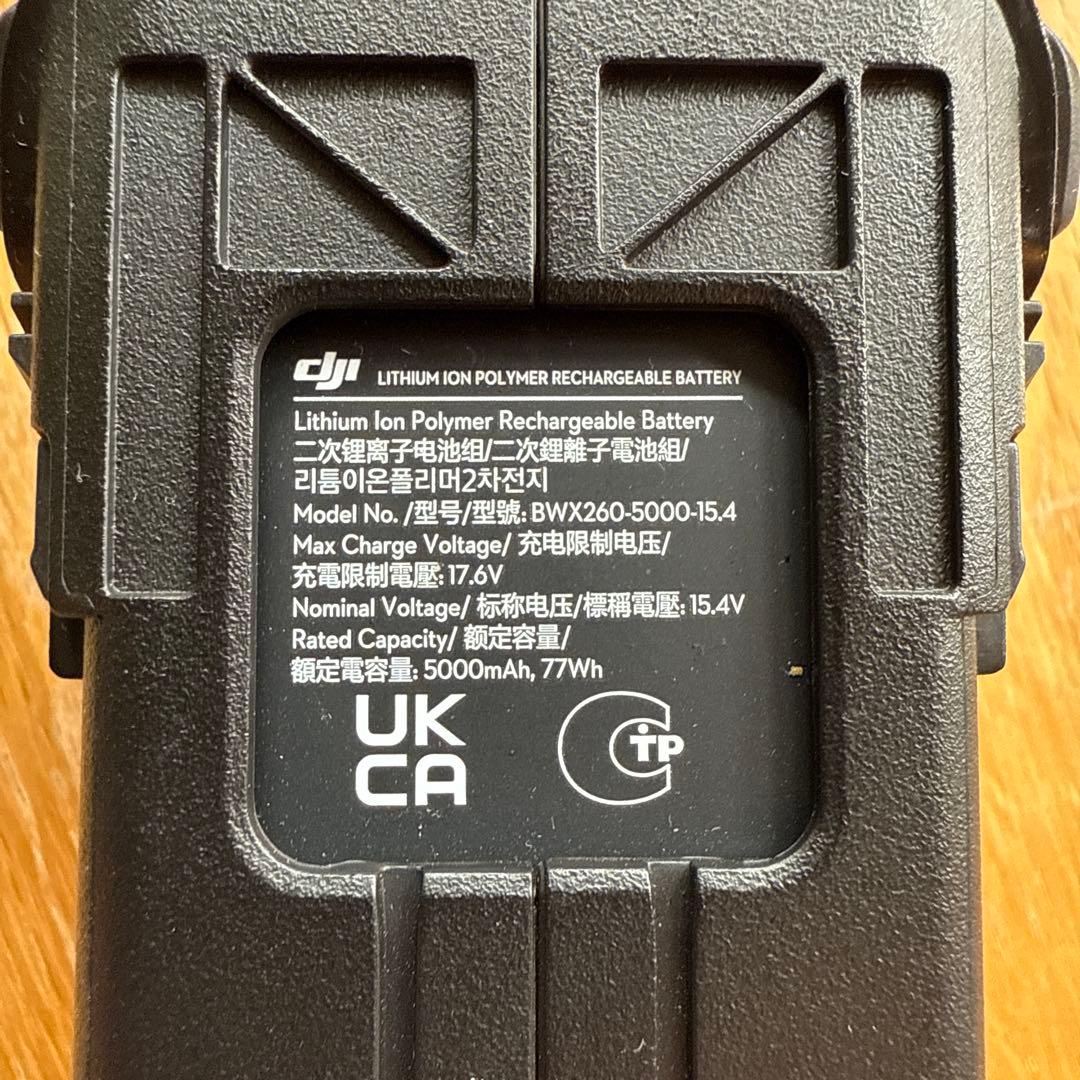 dji LITHIUM ION POLYMER RECHARGEABLE BATTERY
Lithium Ion Polymer Rechargeable Battery
二次锂离子电池组/二次鋰離子電池組/
리튬이온폴리머2차전지
Model No. /型号/型號: BWX260-5000-15.4
Max Charge Voltage/ 充电限制电压/
充電限制電壓: 17.6V
Nominal Voltage/ 标称电压/標稱電壓: 15.4V
Rated Capacity/ 额定容量/
額定電容量: 5000mAh, 77Wh
UK
CA
CTP